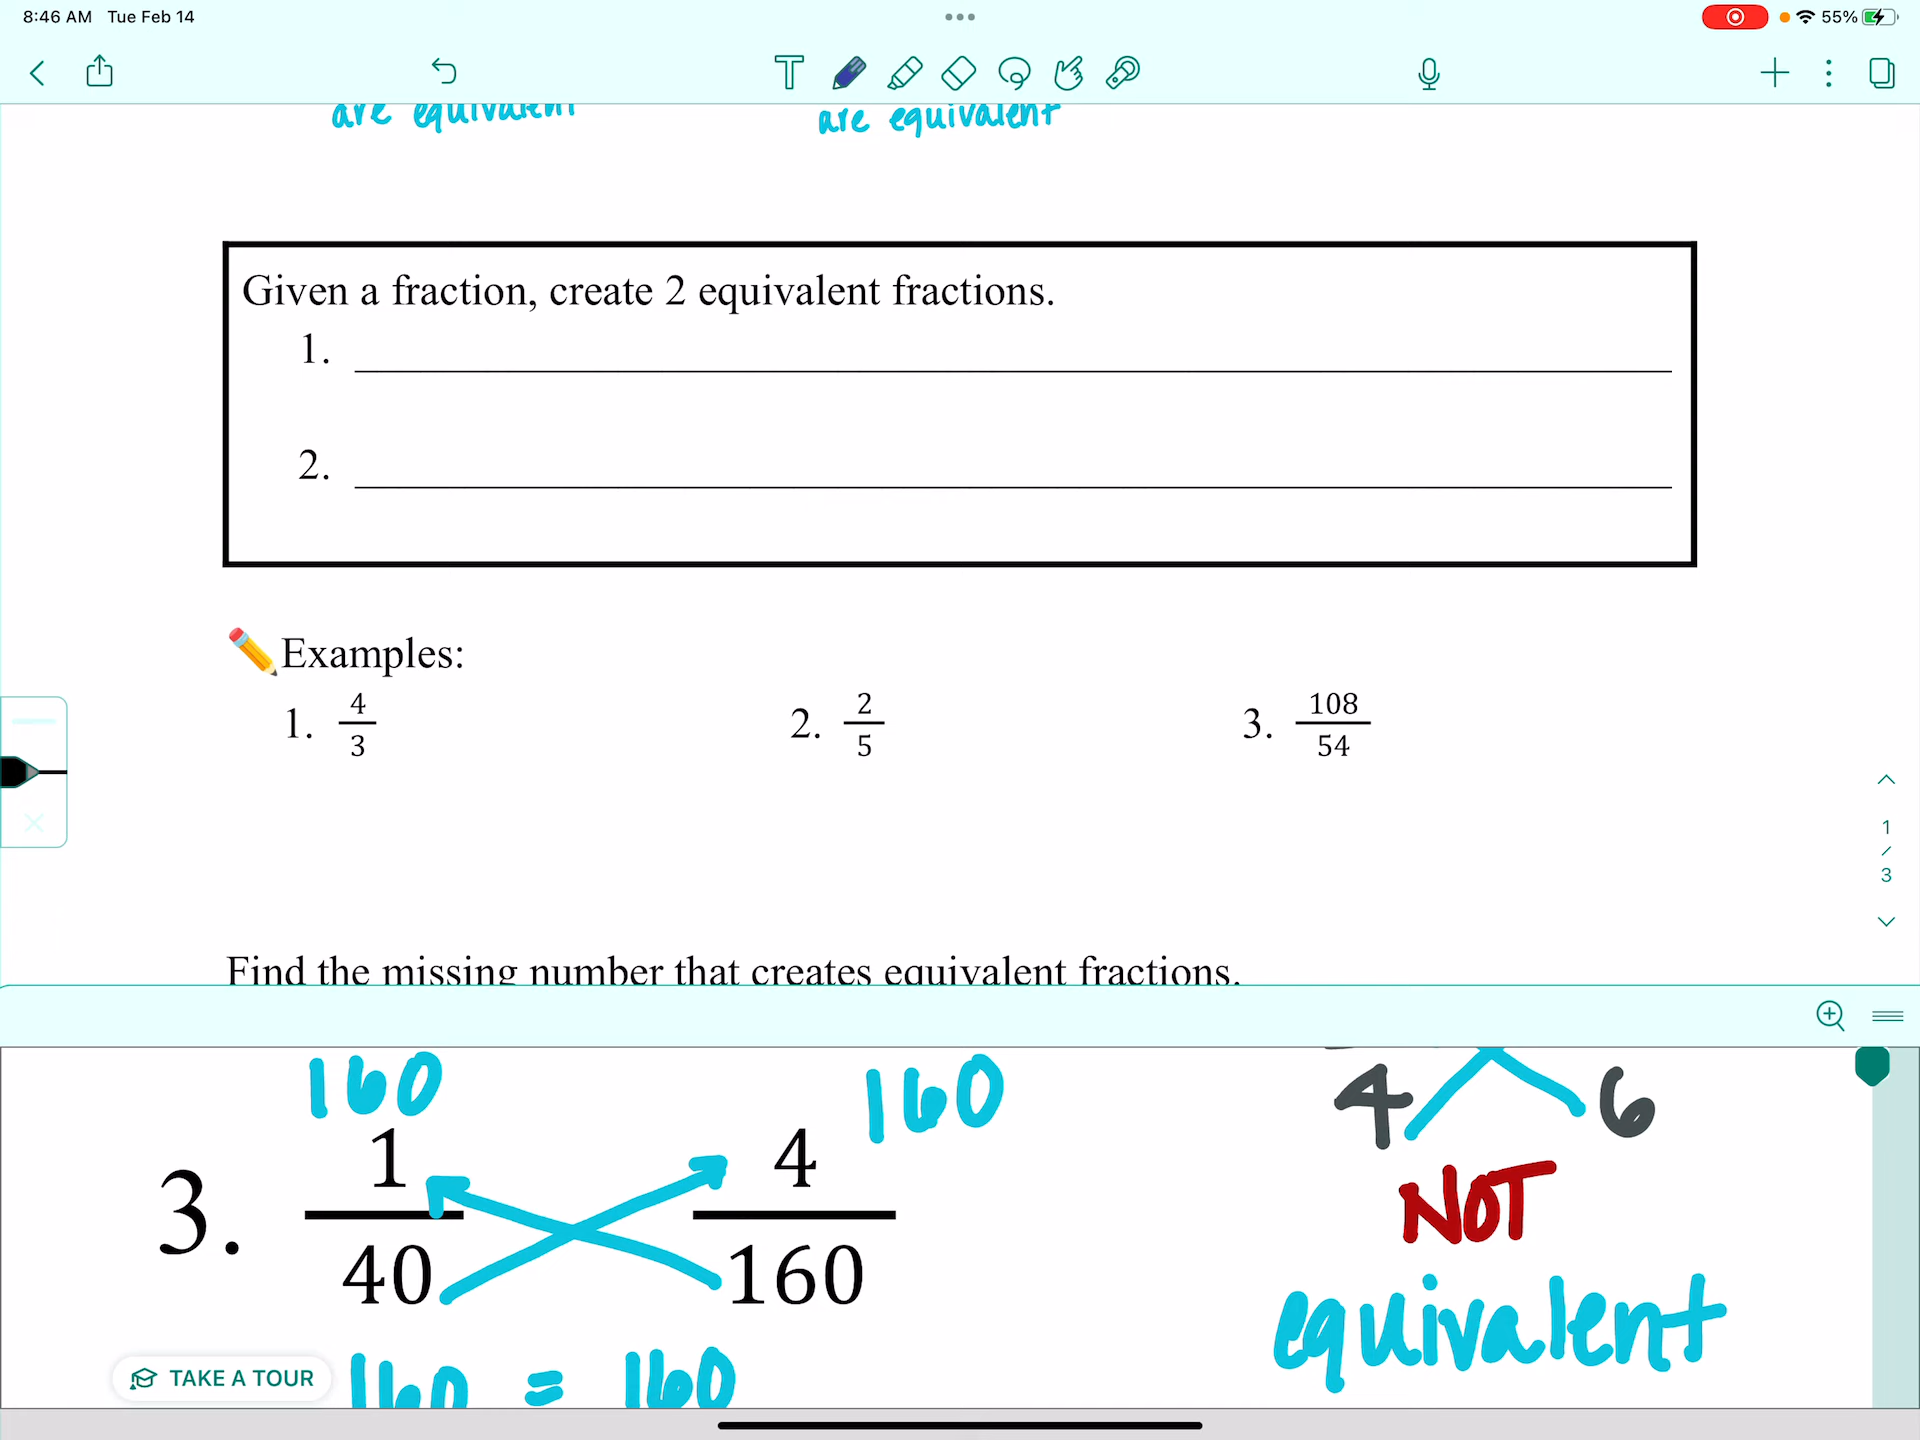 8:46 AM Tue Feb 14
55%
T
are equivalent
are equivalent
Given a fraction, create 2 equivalent fractions.
1.
2.
Examples:
1. 4/3
2. 2/5
3. 108/54
1
/
3
Find the missing number that creates equivalent fractions.
160
160
3. 1/40 4/160
4 6
NOT
equivalent
TAKE A TOUR
160 = 160